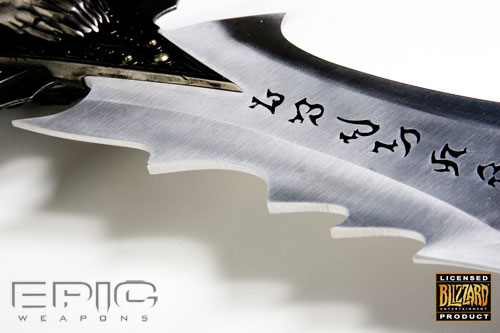 EPIC
WEAPONS
LICENSED
BLIZZARD
ENTERTAINMENT
PRODUCT